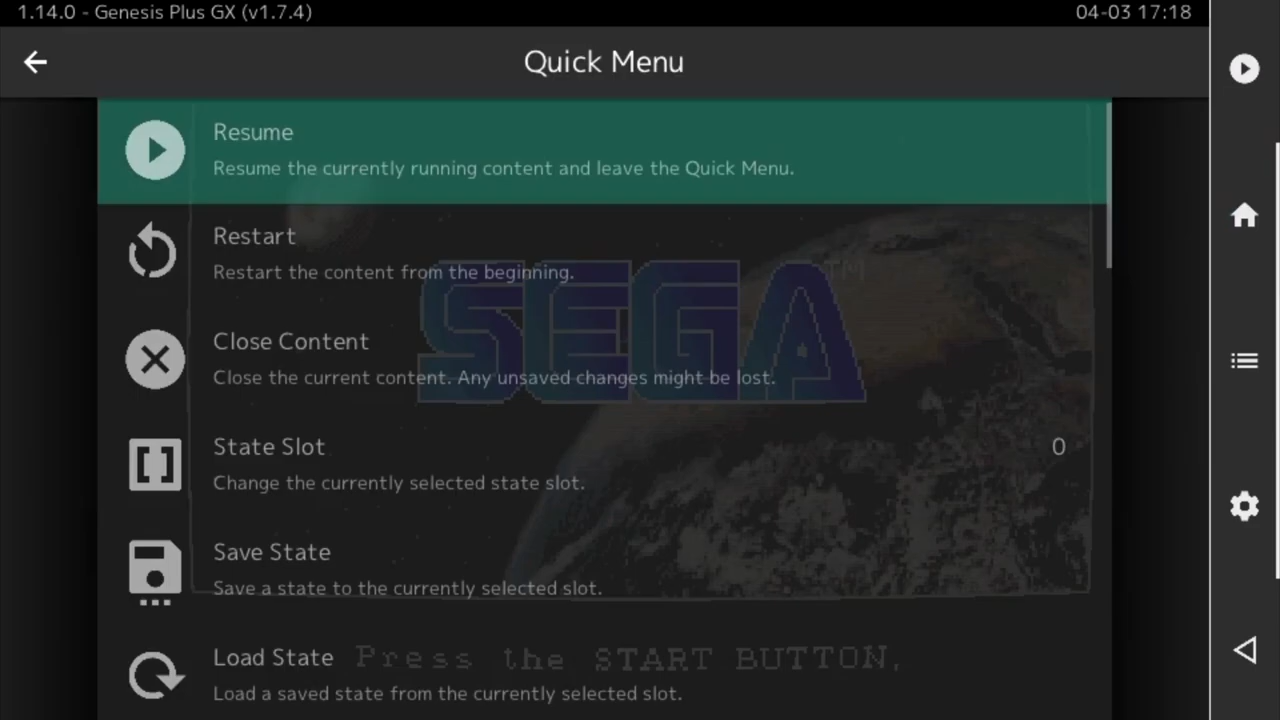 1.14.0 - Genesis Plus GX (v1.7.4)
04-03 17:18
Quick Menu
Resume
Resume the currently running content and leave the Quick Menu.
Restart
Restart the content from the beginning.
SEGA TM
Close Content
Close the current content. Any unsaved changes might be lost.
State Slot
0
Change the currently selected state slot.
Save State
Save a state to the currently selected slot.
Load State
Press the START BUTTON,
Load a saved state from the currently selected slot.